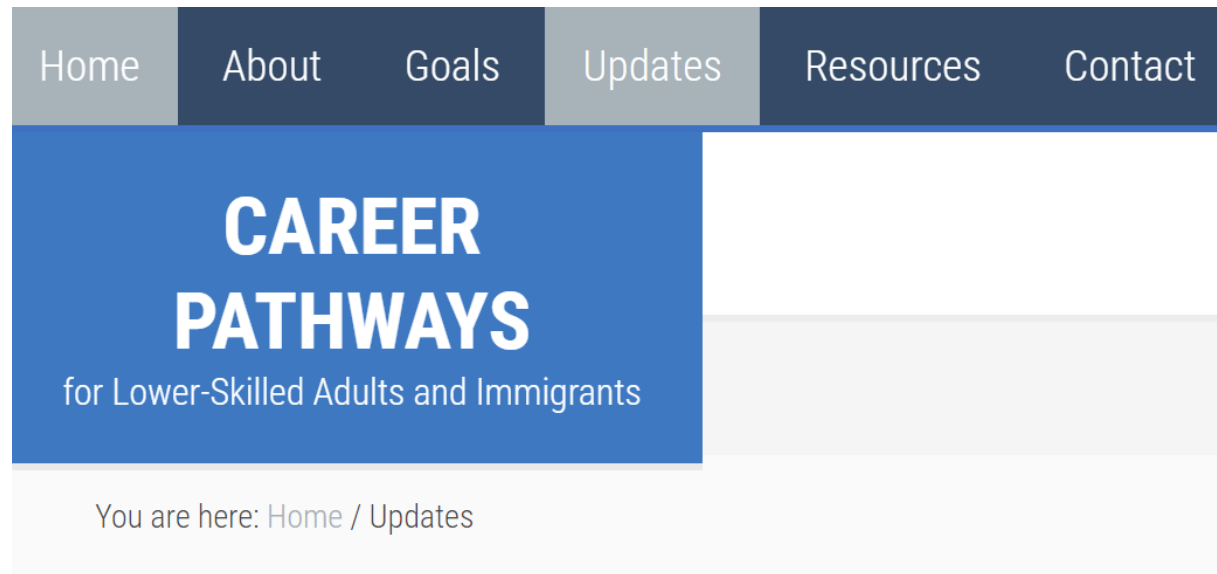 Home About Goals Updates Resources Contact
CAREER
PATHWAYS
for Lower-Skilled Adults and Immigrants
You are here: Home / Updates